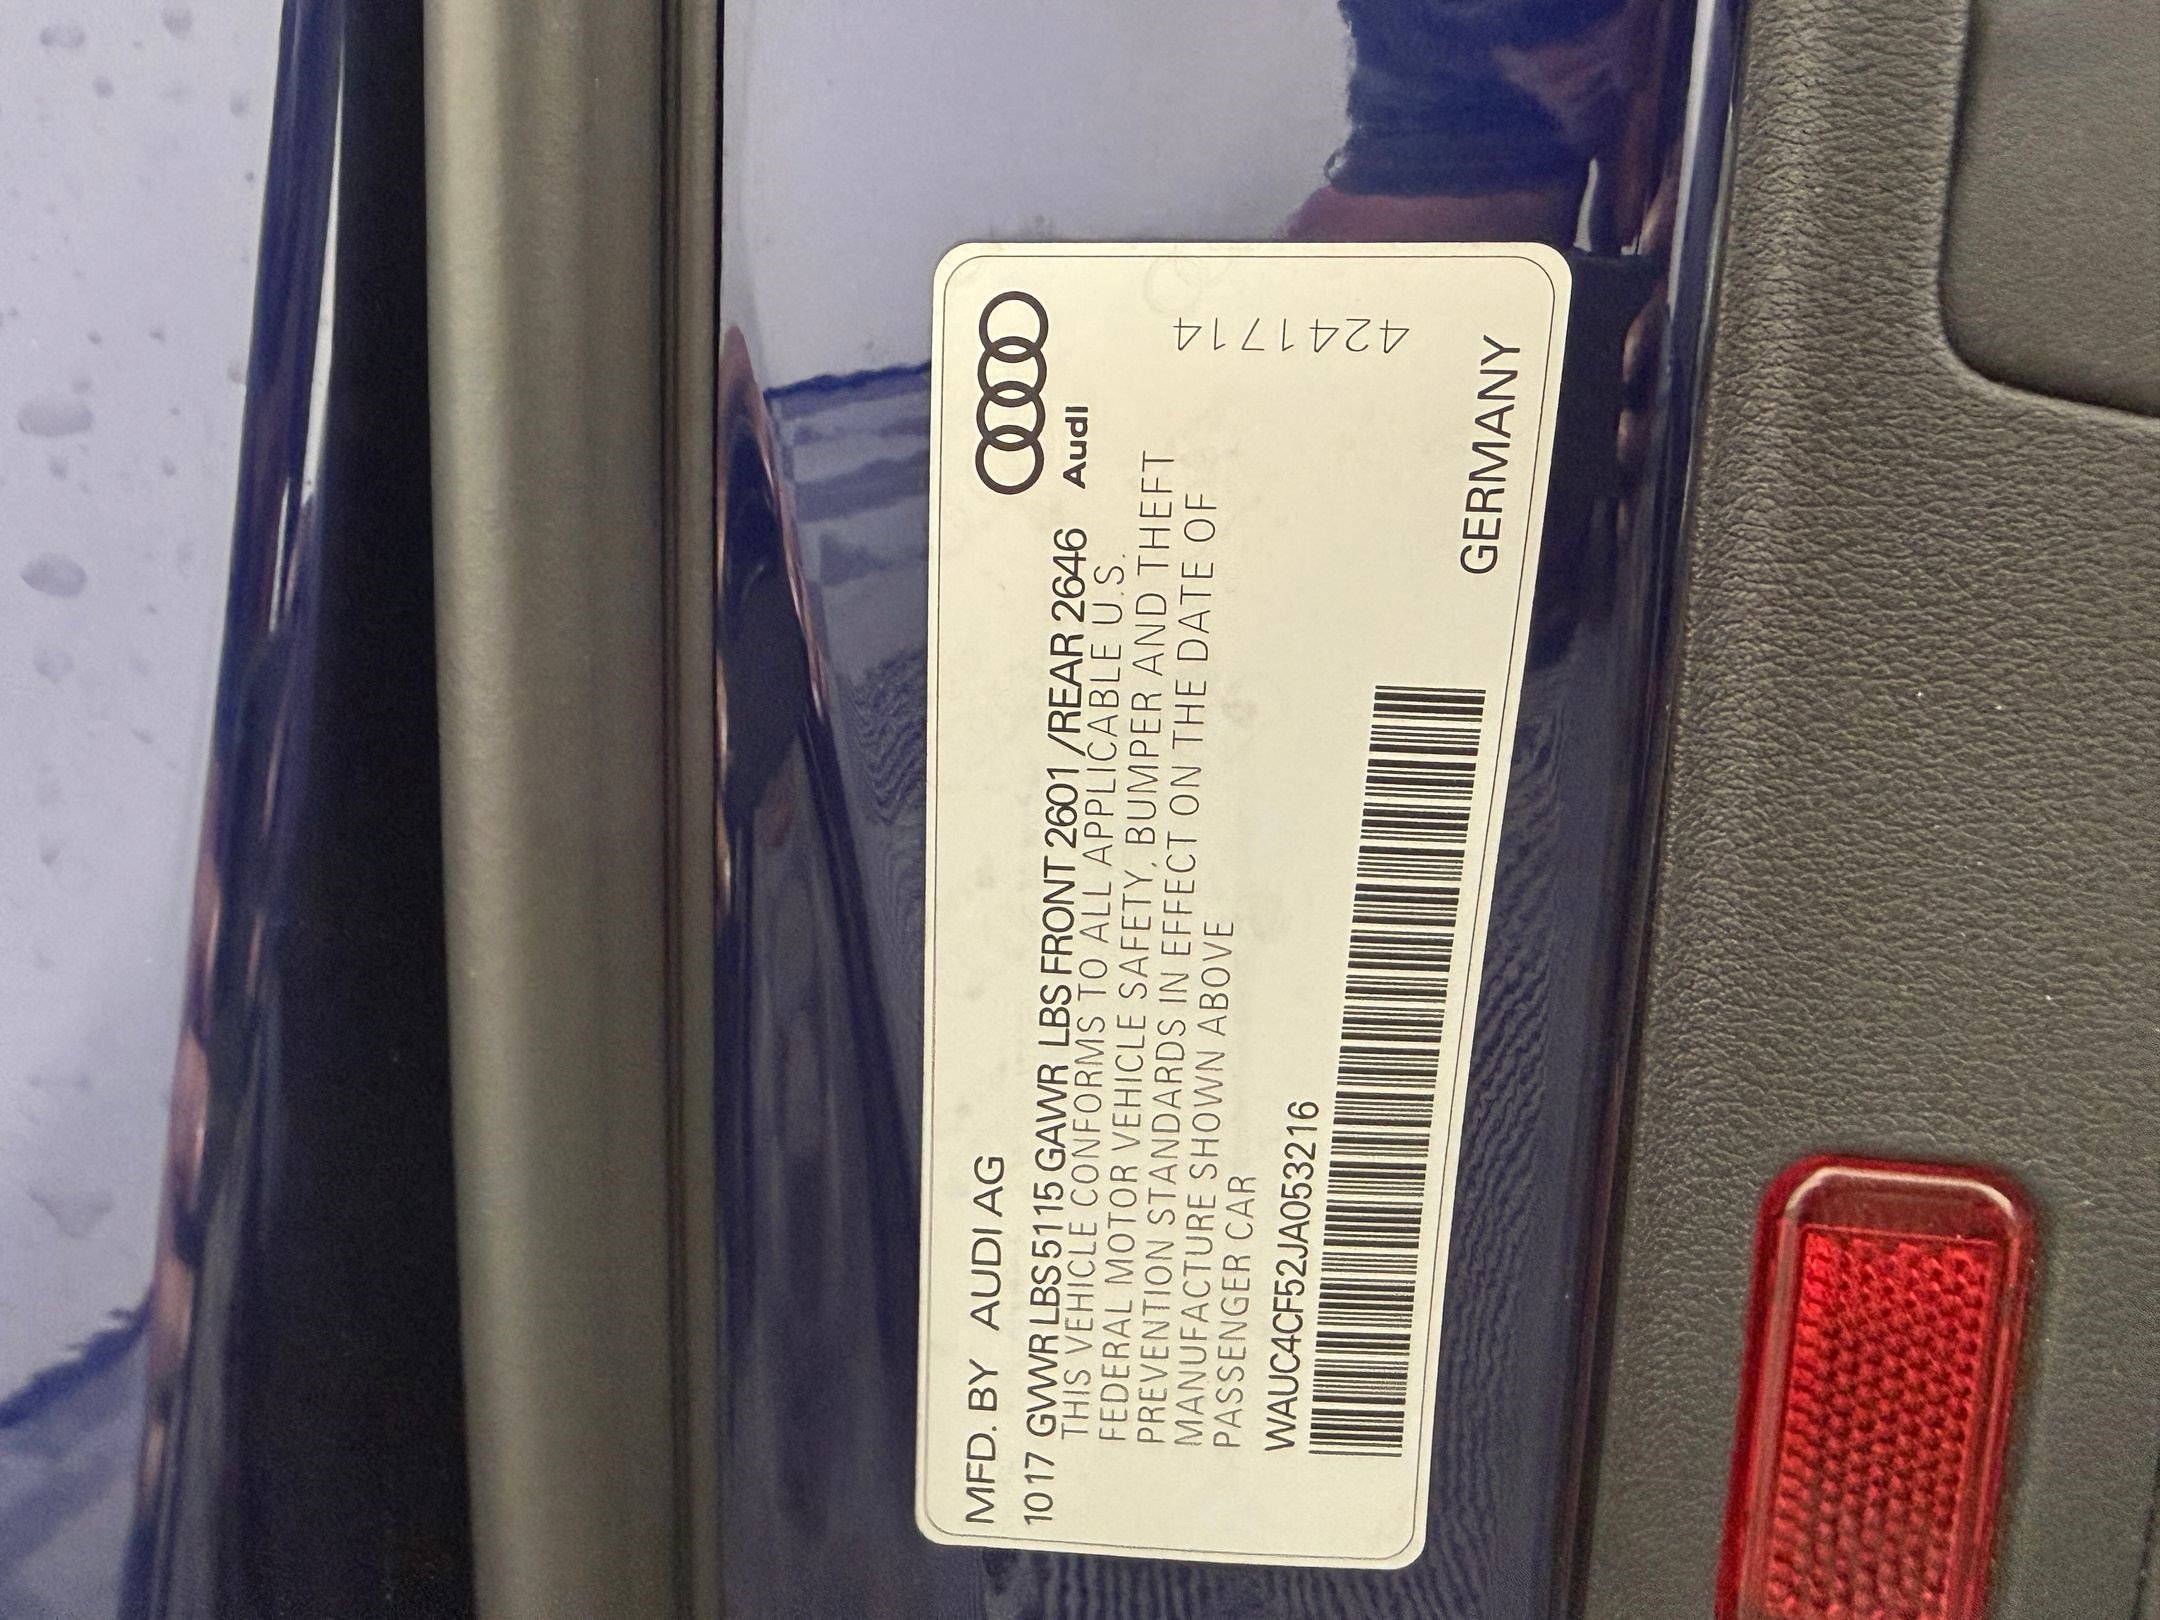 MFD. BY AUDI AG
Audi
1017 GVWR LBS 5115 GAWR LBS FRONT 2601 /REAR 2646
THIS VEHICLE CONFORMS TO ALL APPLICABLE U.S.
FEDERAL MOTOR VEHICLE SAFETY, BUMPER AND THEFT
PREVENTION STANDARDS IN EFFECT ON THE DATE OF
MANUFACTURE SHOWN ABOVE
PASSENGER CAR
4241714
WAUC4CF52JA053216
GERMANY